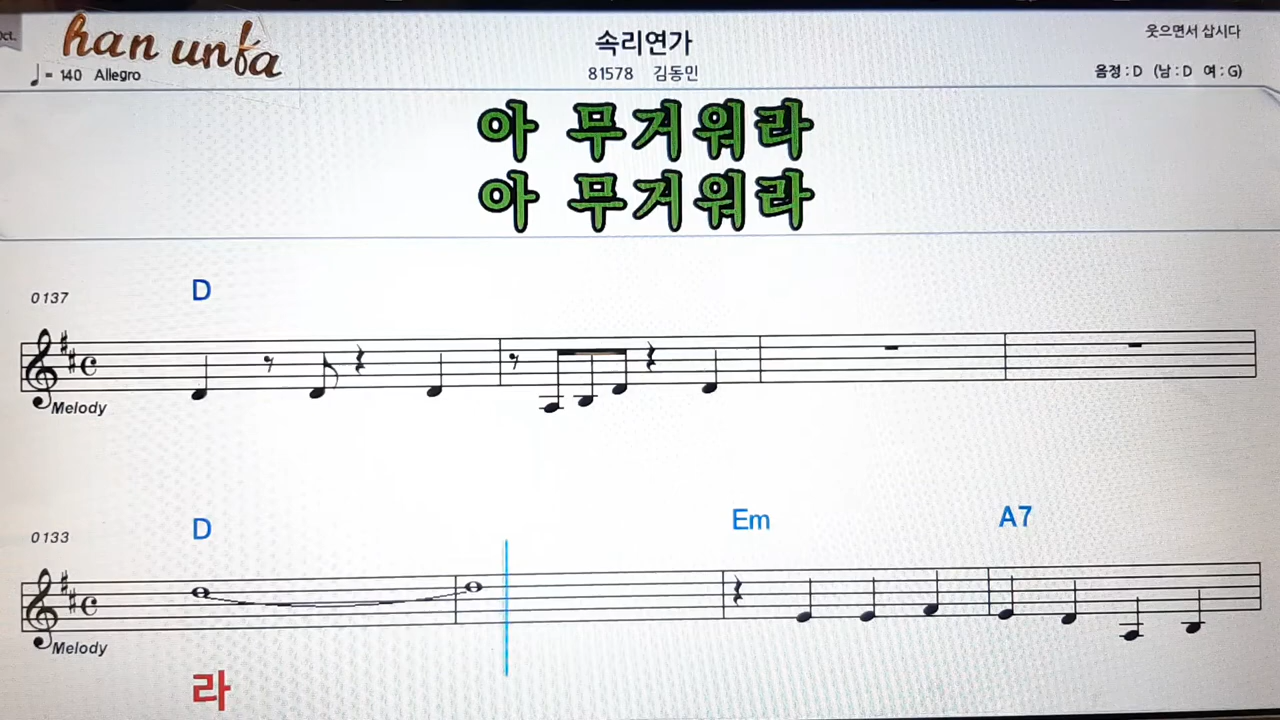 Oct.
han unfa
♩= 140 Allegro
속리연가
81578 김동민
웃으면서 삽시다
음정 : D (남 : D 여 : G)
아 무거워라
아 무거워라
0137
D
Melody
0133
D
Em
A7
Melody
라